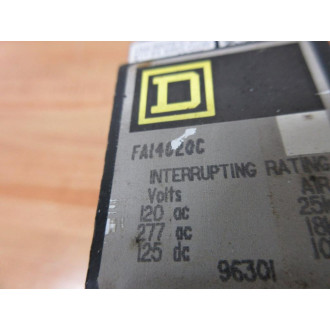 D
FA14020C
INTERRUPTING RATING
Volts
120 ac
277 ac
125 dc
96301